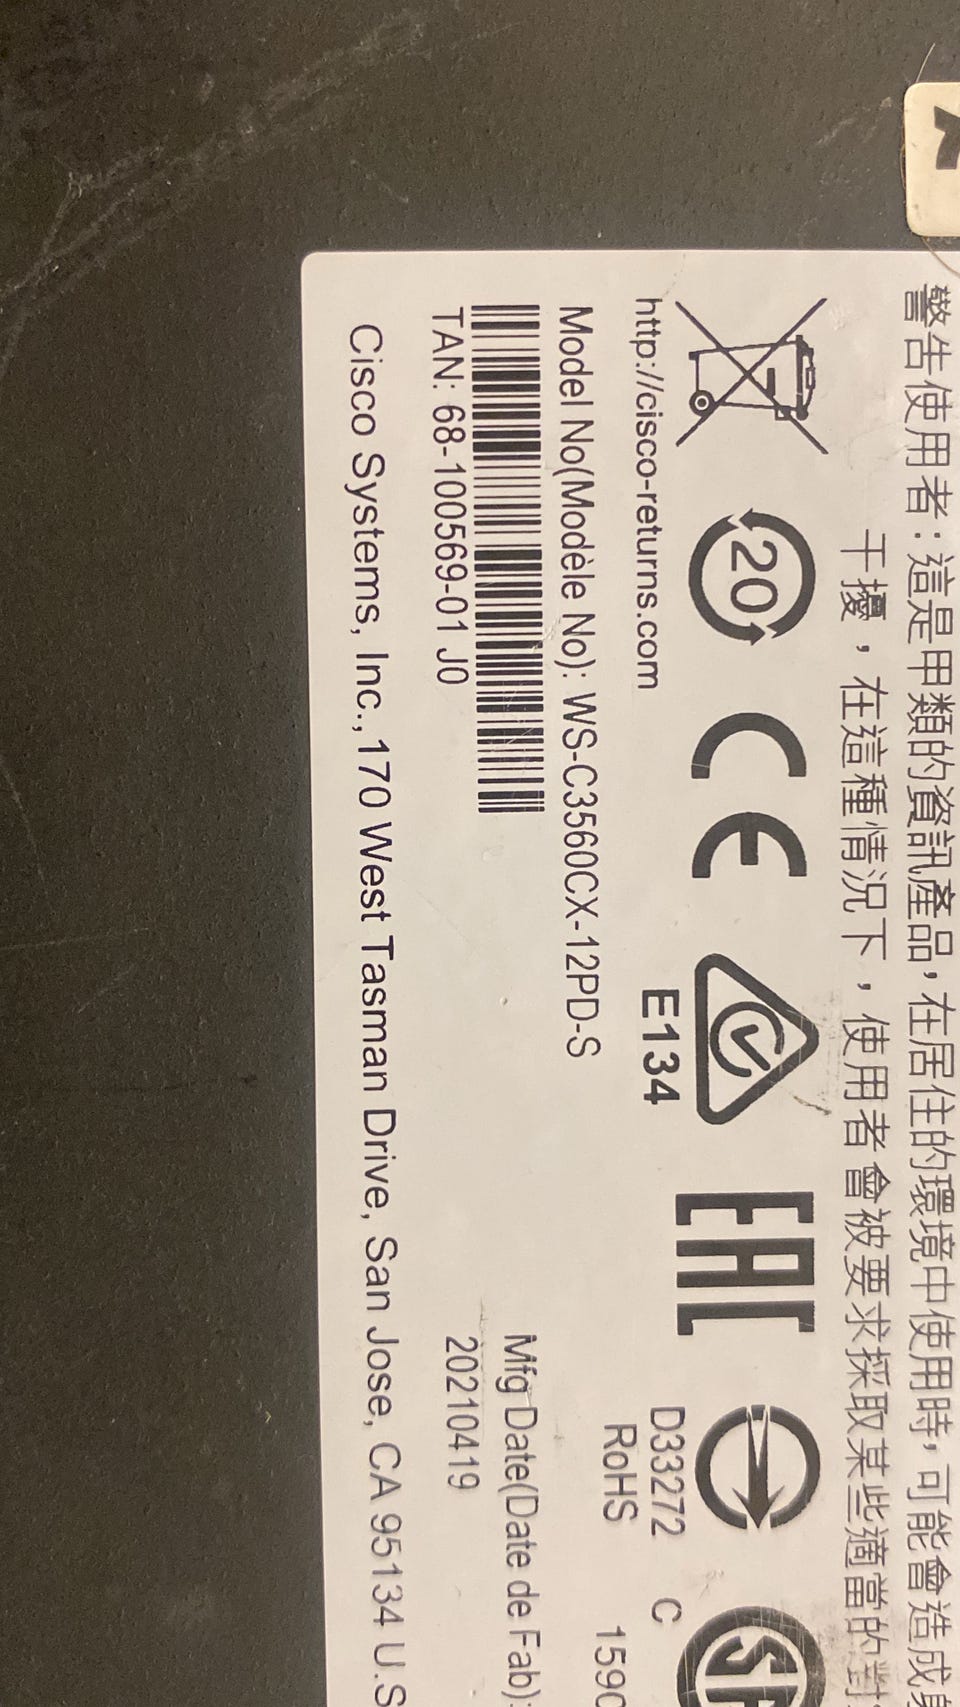 警告使用者:這是甲類的資訊產品,在居住的環境中使用時,可能會造成
干擾,在這種情況下,使用者會被要求採取某些適當的對
20
CE
EAC
E134
D33272
RoHS
C
http://cisco-returns.com
Model No(Modèle No): WS-C3560CX-12PD-S
Mfg Date(Date de Fab):
20210419
TAN: 68-100569-01 J0
Cisco Systems, Inc., 170 West Tasman Drive, San Jose, CA 95134 U.S